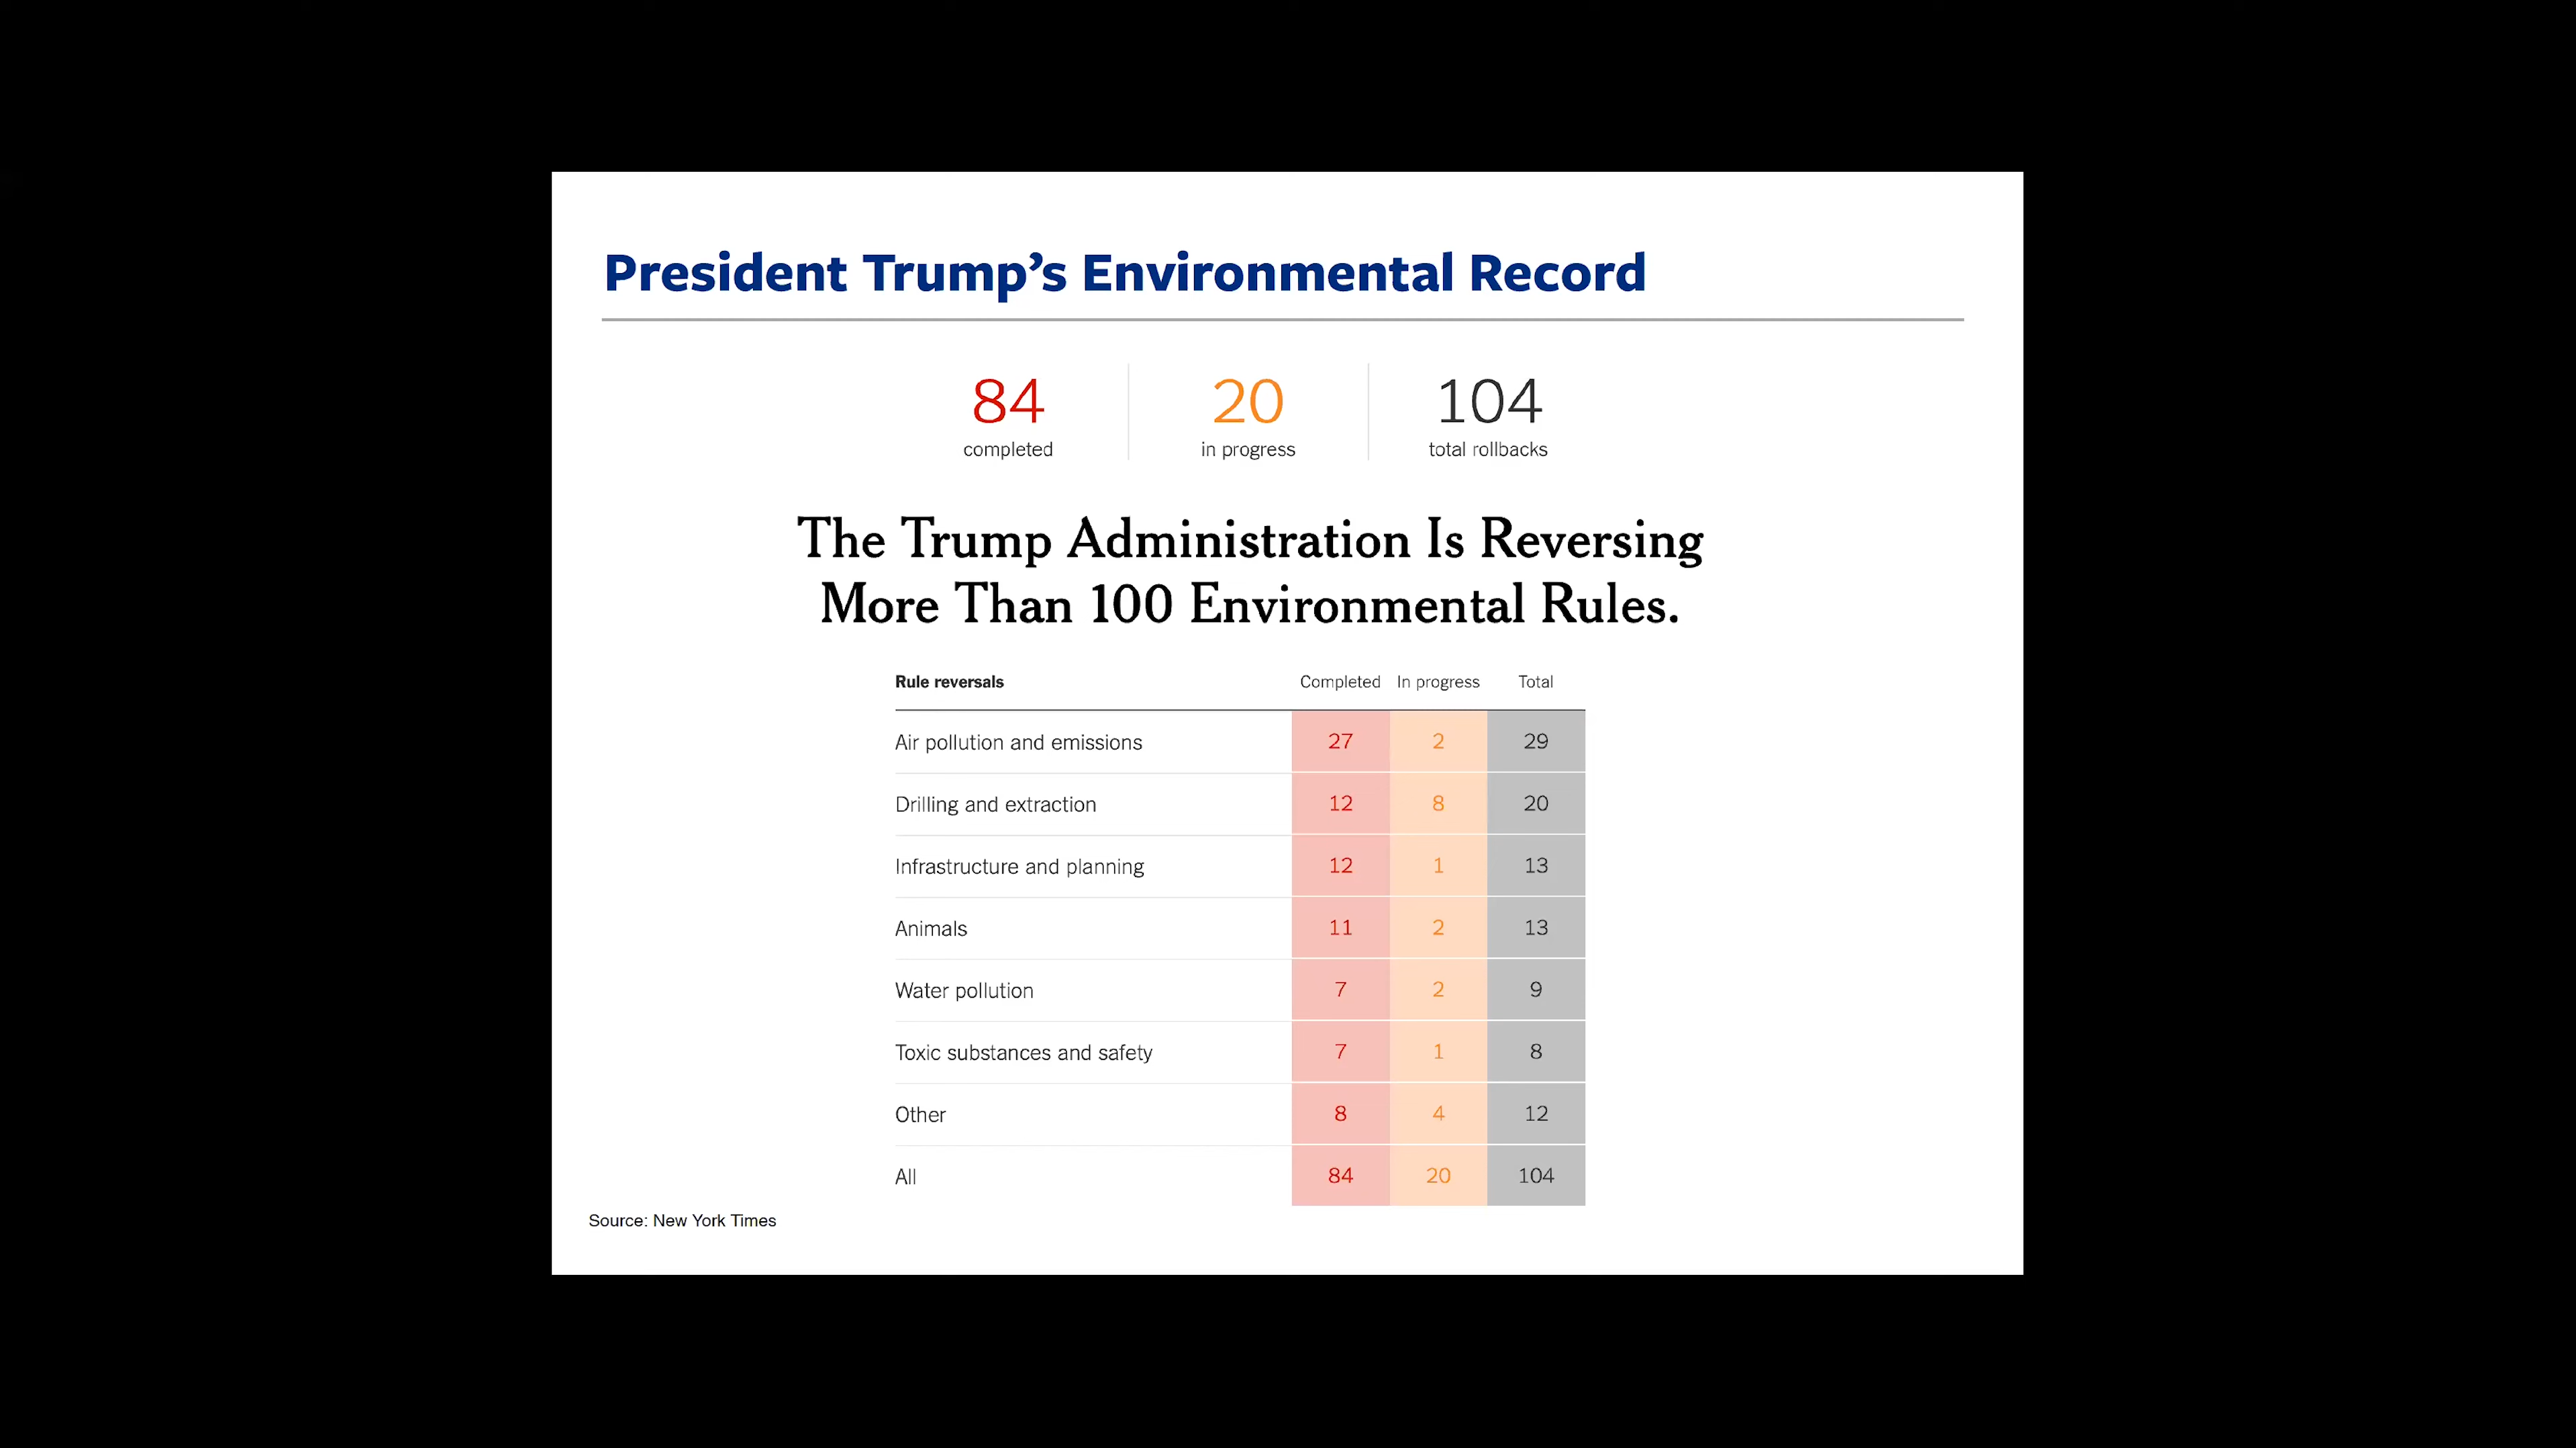 President Trump’s Environmental Record
84 20 104
completed in progress total rollbacks
The Trump Administration Is Reversing
More Than 100 Environmental Rules.
Rule reversals Completed In progress Total
Air pollution and emissions 27 2 29
Drilling and extraction 12 8 20
Infrastructure and planning 12 1 13
Animals 11 2 13
Water pollution 7 2 9
Toxic substances and safety 7 1 8
Other 8 4 12
All 84 20 104
Source: New York Times